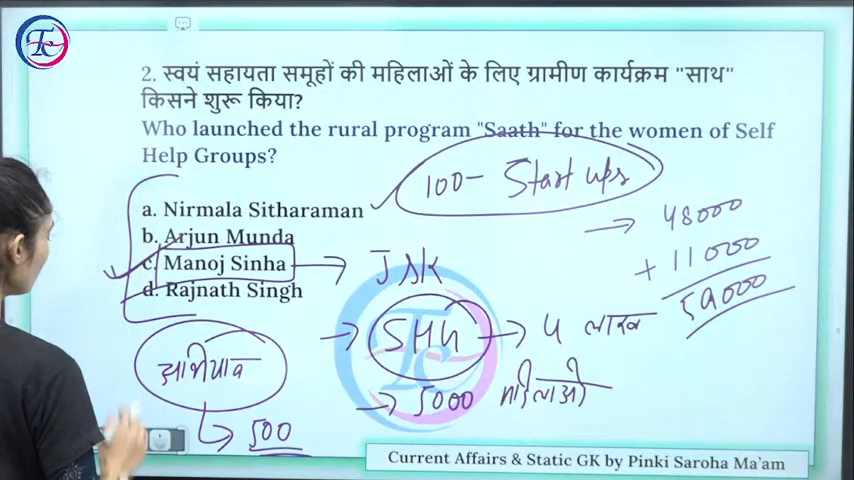 Tc
2. स्वयं सहायता समूहों की महिलाओं के लिए ग्रामीण कार्यक्रम "साथ"
किसने शुरू किया?
Who launched the rural program "Saath" for the women of Self
Help Groups?
100- Start ups
a. Nirmala Sitharaman
b. Arjun Munda
c. Manoj Sinha
d. Rajnath Singh
J&K
48000
+ 11000
59000
SHG → 4 लाख
→ 5000 महिलाओ
500
Current Affairs & Static GK by Pinki Saroha Ma'am